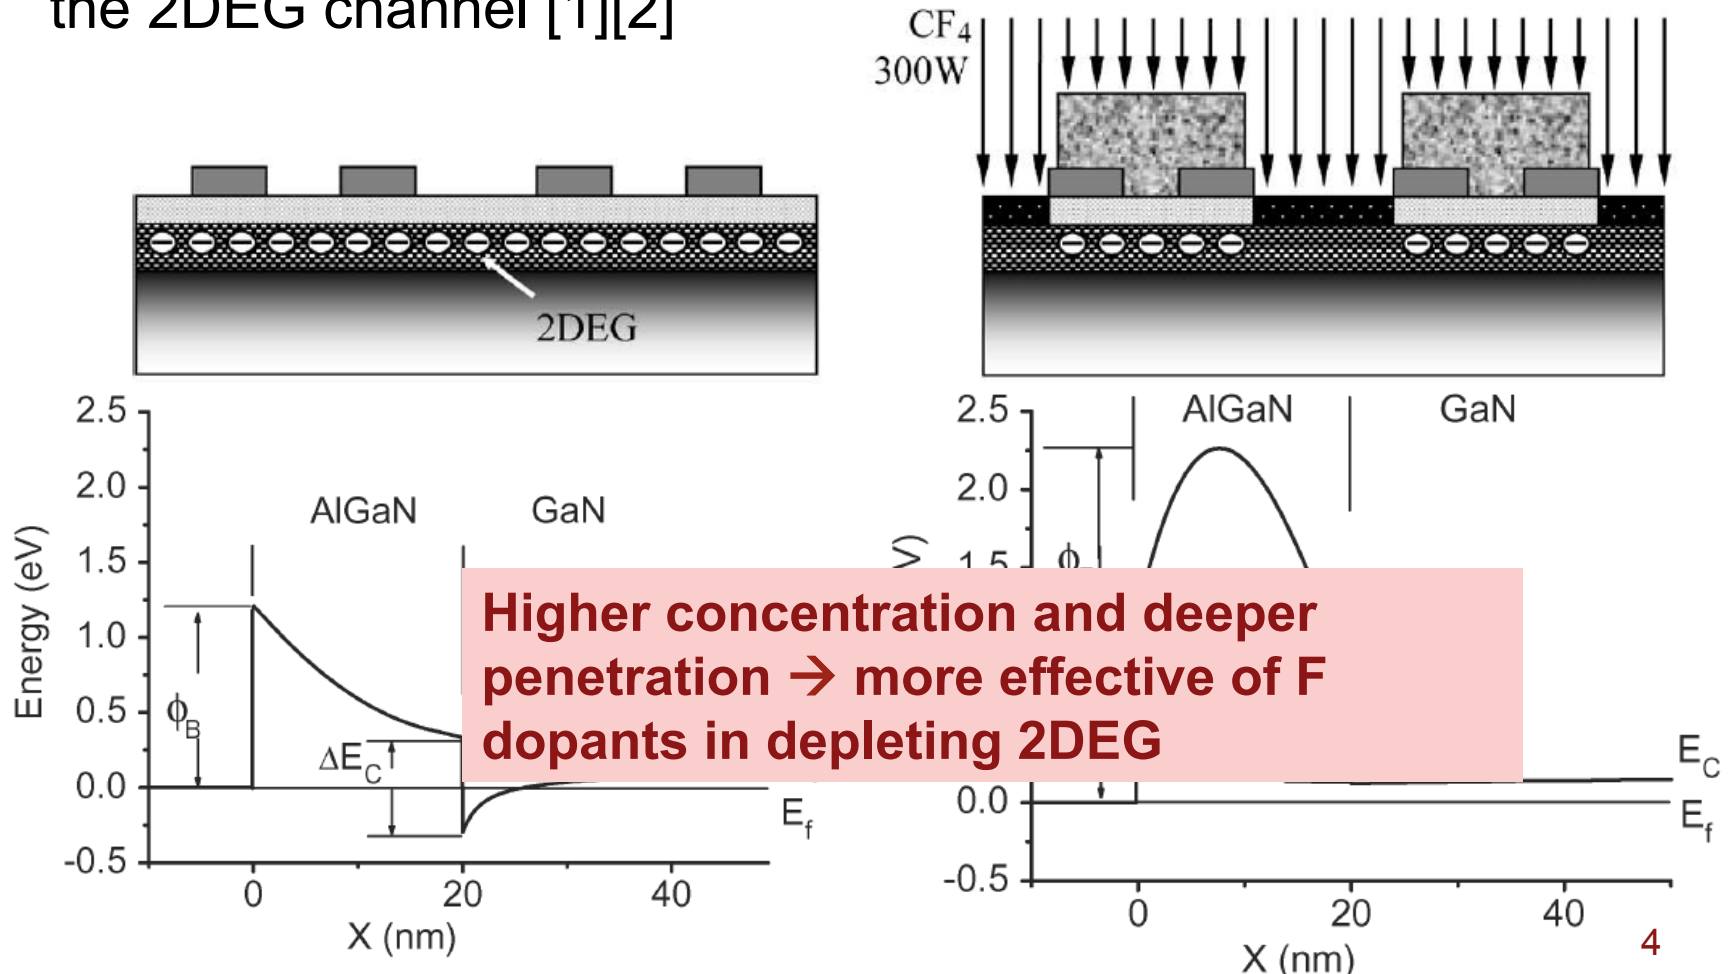 the 2DEG channel [1][2]
CF4
300W
2DEG
2.5
2.0
1.5
1.0
0.5
0.0
-0.5
Energy (eV)
AlGaN
GaN
ϕB
ΔEC
Ef
0
20
40
X (nm)
2.5
2.0
1.5
0.0
-0.5
V)
AlGaN
GaN
ϕ
EC
Ef
0
20
40
X (nm)
Higher concentration and deeper
penetration → more effective of F
dopants in depleting 2DEG
4